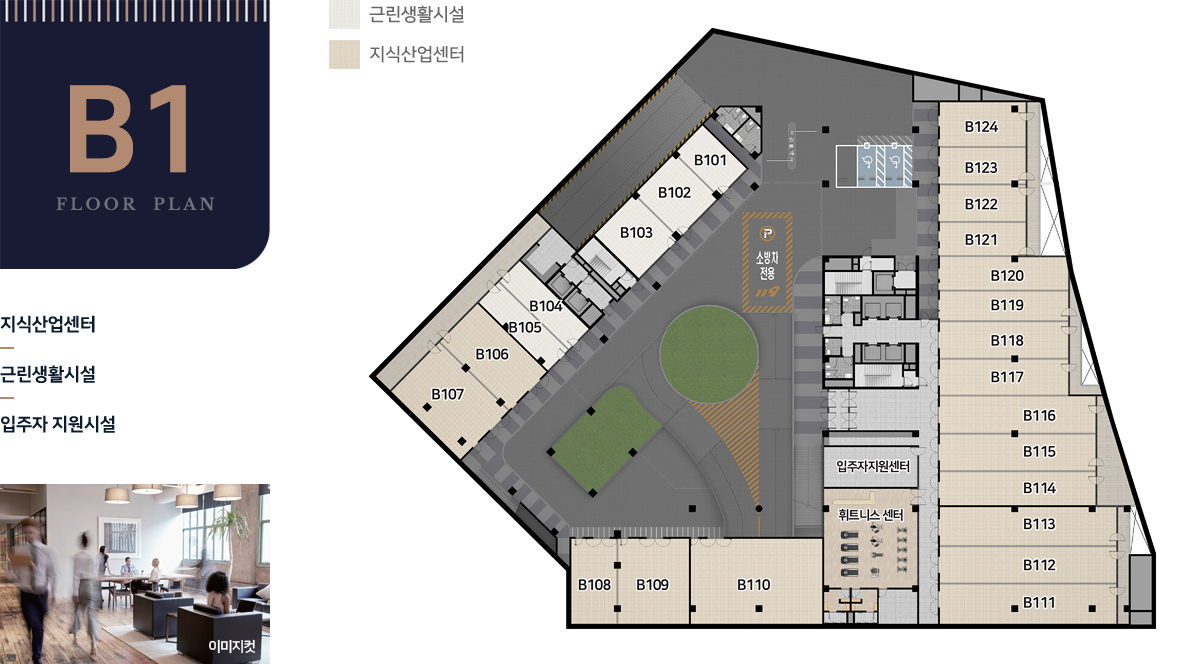 B1
FLOOR PLAN
지식산업센터
근린생활시설
입주자 지원시설
이미지컷
근린생활시설
지식산업센터
B101
B102
B103
B104
B105
B106
B107
B108
B109
B110
P
소방차
전용
119
B124
B123
B122
B121
B120
B119
B118
B117
B116
B115
B114
B113
B112
B111
입주자지원센터
휘트니스 센터